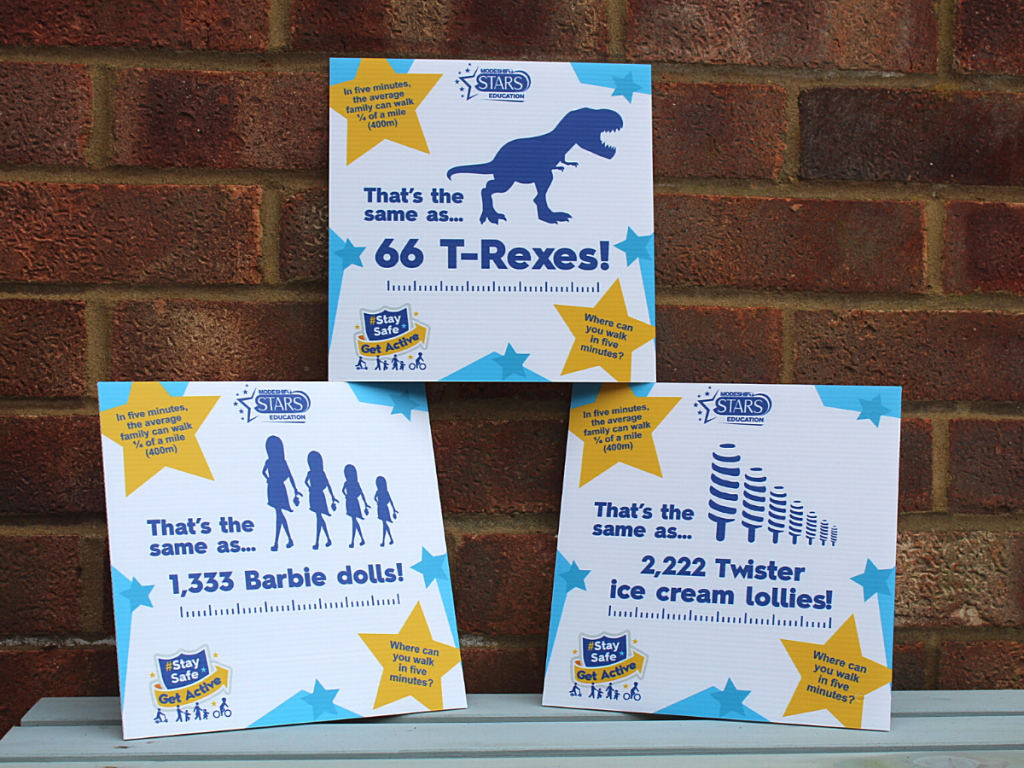 In five minutes,
the average
family can walk
¼ of a mile
(400m)
MODESHIFT
STARS
EDUCATION
That's the
same as...
66 T-Rexes!
#Stay
Safe
Get Active
Where can
you walk
in five
minutes?
In five minutes,
the average
family can walk
¼ of a mile
(400m)
MODESHIFT
STARS
EDUCATION
That's the
same as...
1,333 Barbie dolls!
#Stay
Safe
Get Active
Where can
you walk
in five
minutes?
In five minutes,
the average
family can walk
¼ of a mile
(400m)
MODESHIFT
STARS
EDUCATION
That's the
same as...
2,222 Twister
ice cream lollies!
#Stay
Safe
Get Active
Where can
you walk
in five
minutes?